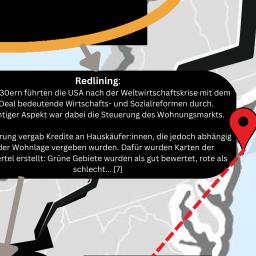 Redlining:
30ern führten die USA nach der Weltwirtschaftskrise mit dem
Deal bedeutende Wirtschafts- und Sozialreformen durch.
htiger Aspekt war dabei die Steuerung des Wohnungsmarkts.
rung vergab Kredite an Hauskäufer:innen, die jedoch abhängig
der Wohnlage vergeben wurden. Dafür wurden Karten der
ertel erstellt: Grüne Gebiete wurden als gut bewertet, rote als
schlecht... [7]